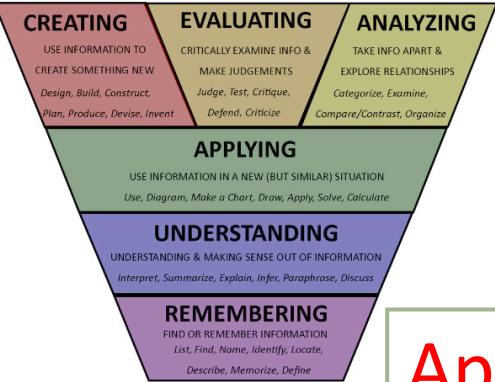 CREATING
USE INFORMATION TO
CREATE SOMETHING NEW
Design, Build, Construct,
Plan, Produce, Devise, Invent
EVALUATING
CRITICALLY EXAMINE INFO &
MAKE JUDGEMENTS
Judge, Test, Critique,
Defend, Criticize
ANALYZING
TAKE INFO APART &
EXPLORE RELATIONSHIPS
Categorize, Examine,
Compare/Contrast, Organize
APPLYING
USE INFORMATION IN A NEW (BUT SIMILAR) SITUATION
Use, Diagram, Make a Chart, Draw, Apply, Solve, Calculate
UNDERSTANDING
UNDERSTANDING & MAKING SENSE OUT OF INFORMATION
Interpret, Summarize, Explain, Infer, Paraphrase, Discuss
REMEMBERING
FIND OR REMEMBER INFORMATION
List, Find, Name, Identify, Locate,
Describe, Memorize, Define